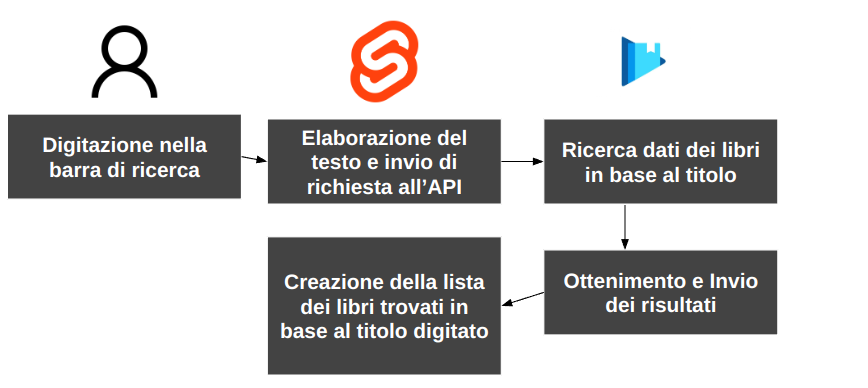 Digitazione nella
barra di ricerca
Elaborazione del
testo e invio di
richiesta all’API
Ricerca dati dei libri
in base al titolo
Ottenimento e Invio
dei risultati
Creazione della lista
dei libri trovati in
base al titolo digitato